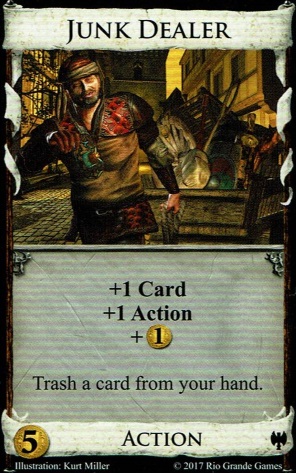 JUNK DEALER
+1 Card
+1 Action
+ 1
Trash a card from your hand.
5 ACTION
Illustration: Kurt Miller © 2017 Rio Grande Games